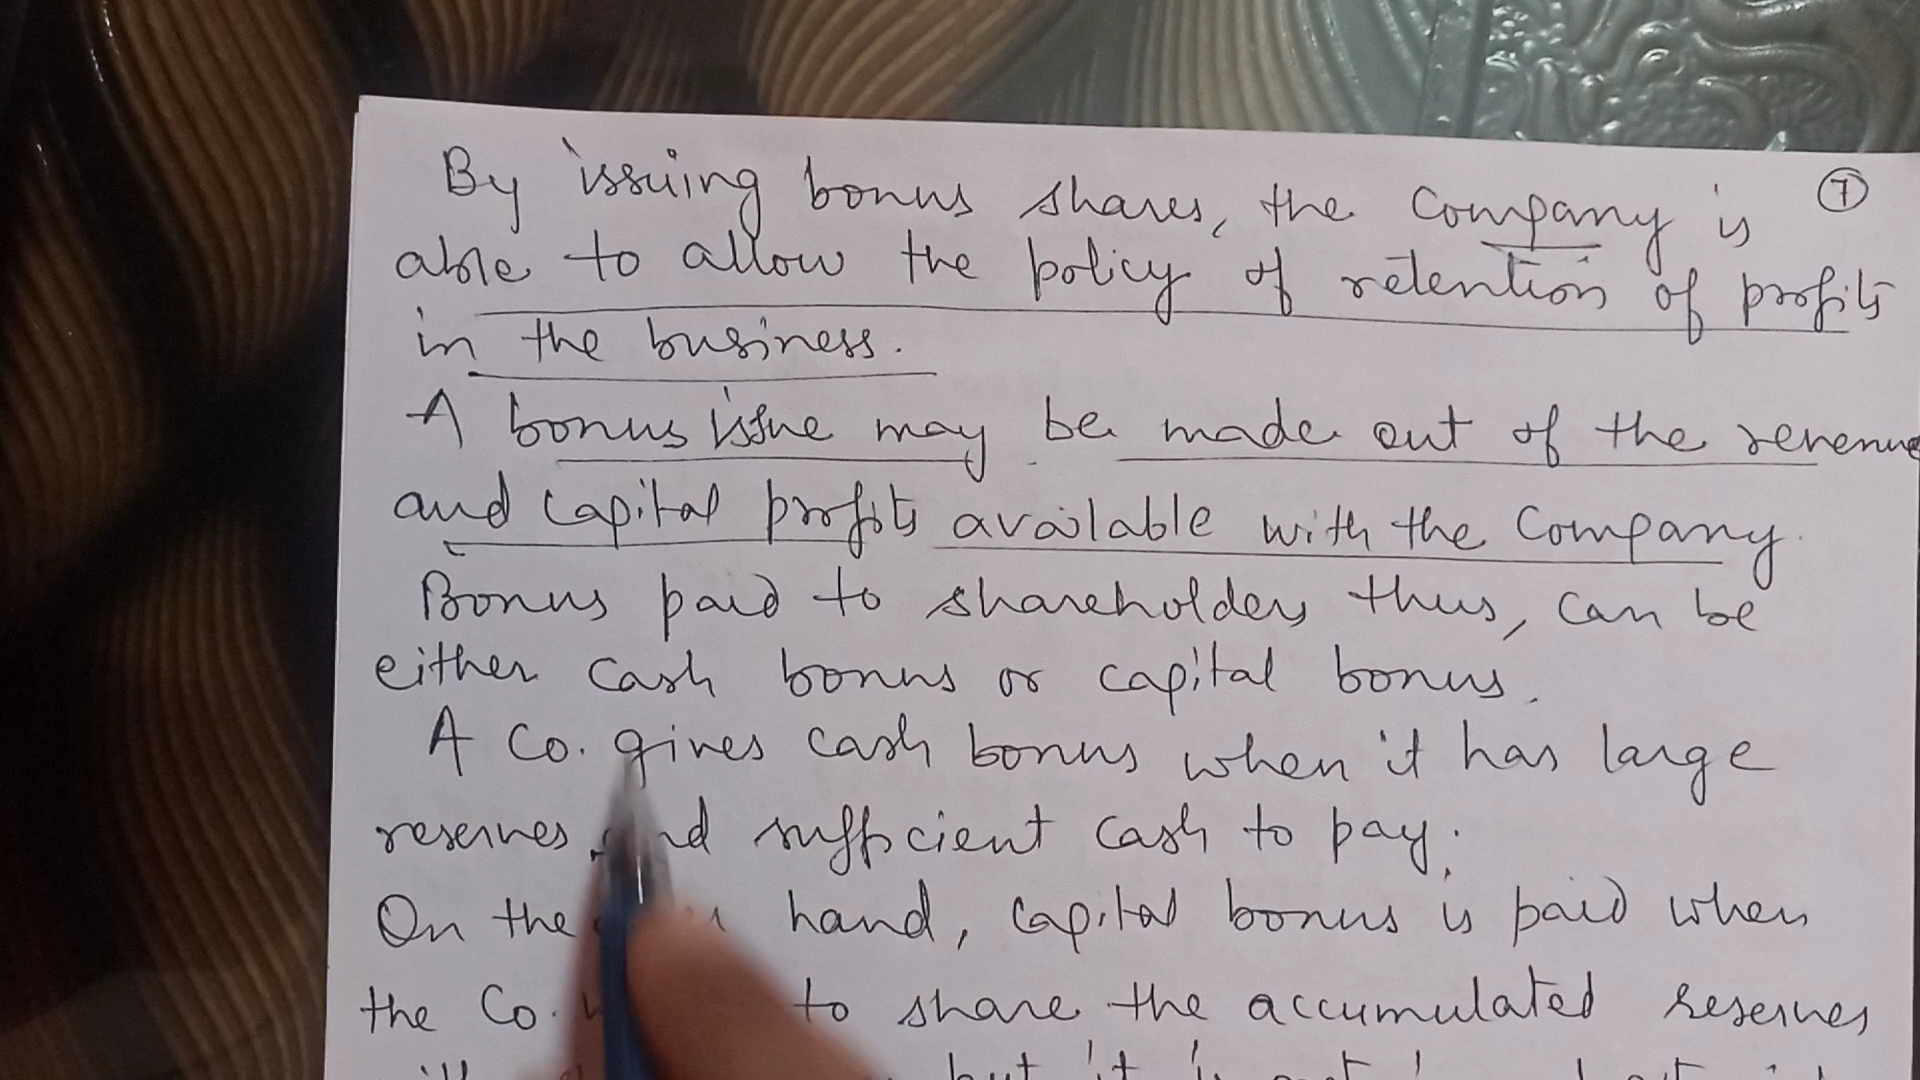 By issuing bonus shares, the Company is 7
able to allow the policy of retention of profits
in the business.
A bonus issue may be made out of the revenue
and capital profits available with the Company.
Bonus paid to shareholders thus, can be
either cash bonus or capital bonus.
A Co. gives cash bonus when it has large
reserves and sufficient cash to pay.
On the hand, capital bonus is paid when
the Co. to share the accumulated reserves
but it is